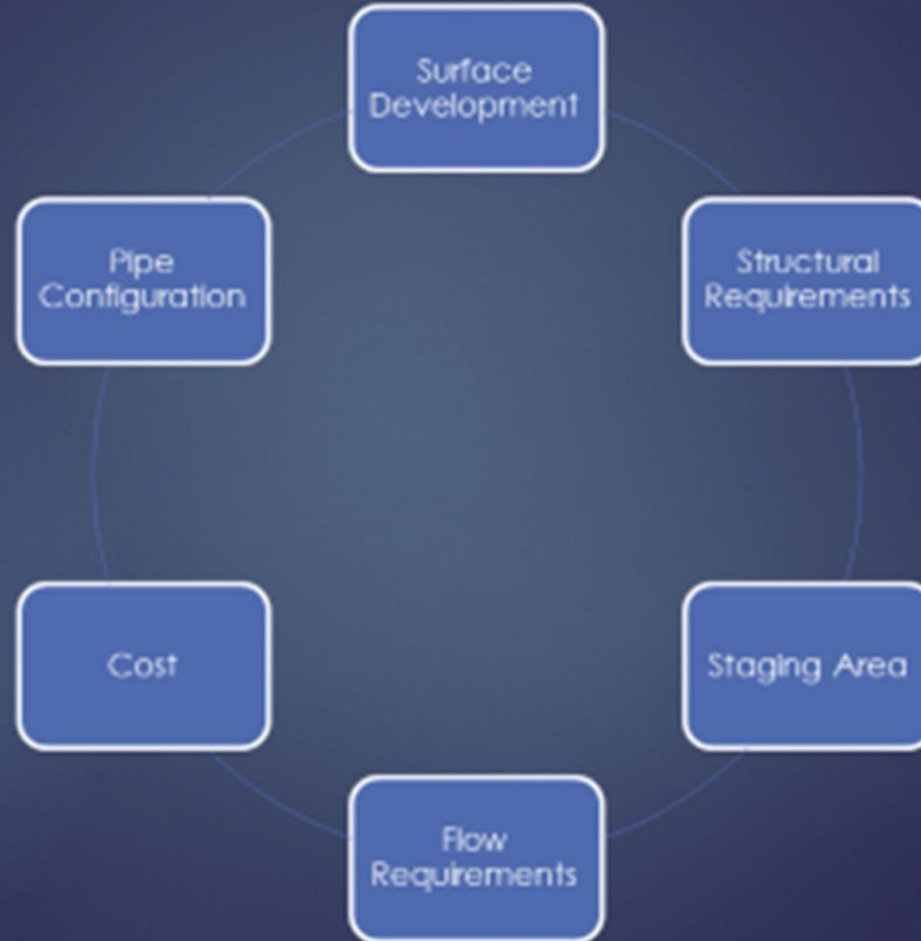 Surface
Development
Structural
Requirements
Staging Area
Flow
Requirements
Cost
Pipe
Configuration